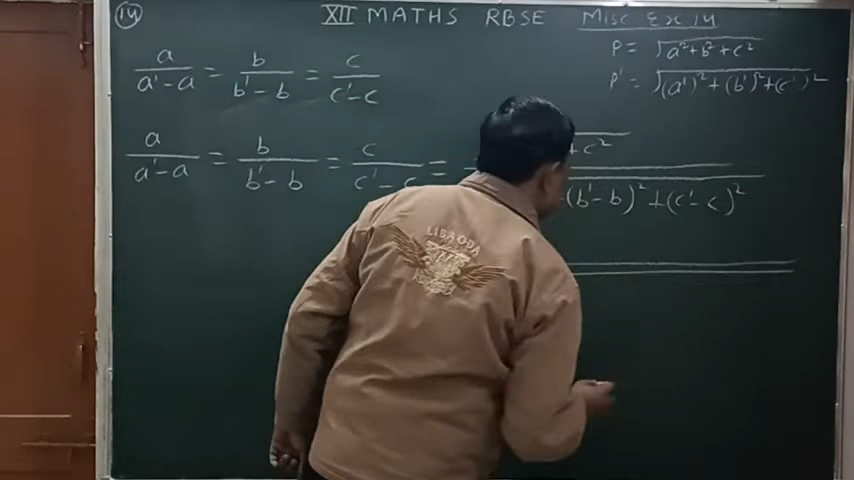 (14) XII MATHS RBSE Misc Ex 14
P = √a²+b²+c²
P' = √(a')²+(b')²+(c')²
a/a'-a = b/b'-b = c/c'-c
a/a'-a = b/b'-b = c/c'-c = + c²
(b'-b)²+(c'-c)²
LIBAODA